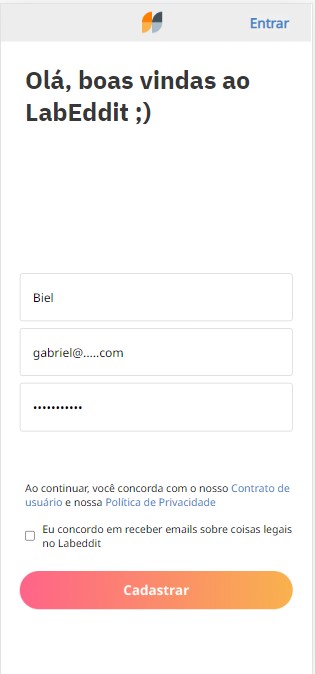 Entrar
Olá, boas vindas ao
LabEddit ;)
Biel
gabriel@.....com
•••••••••••
Ao continuar, você concorda com o nosso Contrato de
usuário e nossa Política de Privacidade
Eu concordo em receber emails sobre coisas legais
no Labeddit
Cadastrar